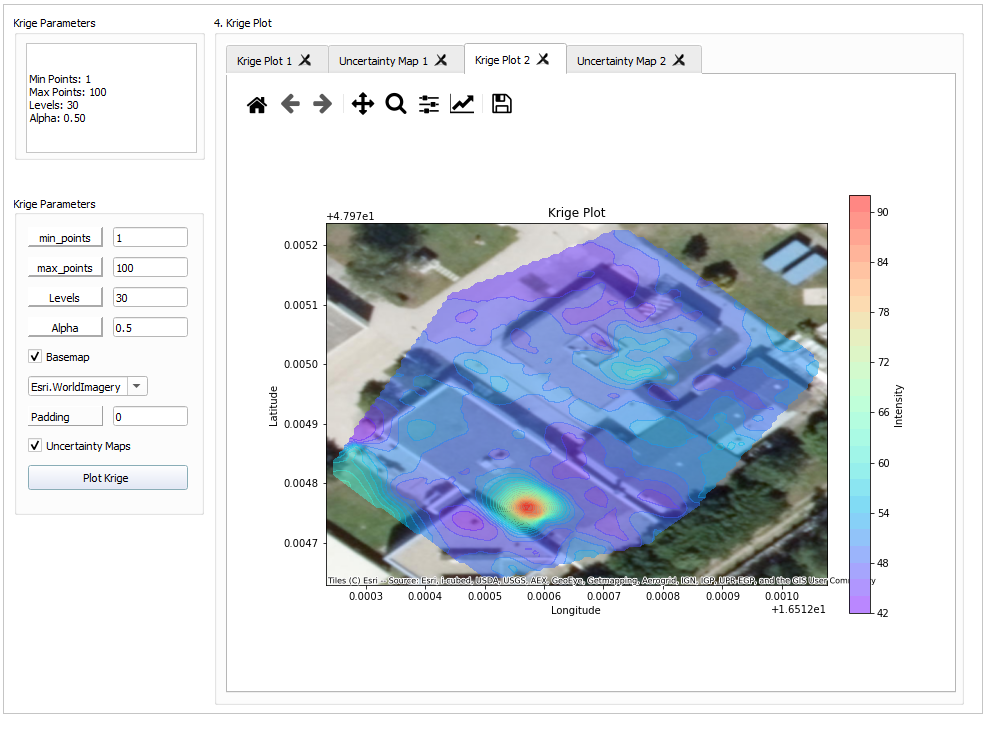 Krige Parameters
Min Points: 1
Max Points: 100
Levels: 30
Alpha: 0.50
Krige Parameters
min_points 1
max_points 100
Levels 30
Alpha 0.5
Basemap
Esri.WorldImagery
Padding 0
Uncertainty Maps
Plot Krige
4. Krige Plot
Krige Plot 1
Uncertainty Map 1
Krige Plot 2
Uncertainty Map 2
+4.797e1
Krige Plot
0.0052
0.0051
0.0050
0.0049
0.0048
0.0047
Latitude
Tiles (C) Esri -- Source: Esri, i-cubed, USDA, USGS, AEX, GeoEye, Getmapping, Aerogrid, IGN, IGP, UPR-EGP, and the GIS User
0.0003 0.0004 0.0005 0.0006 0.0007 0.0008 0.0009 0.0010
Longitude
+1.6512e1
90
84
78
72
66
60
54
48
42
Intensity